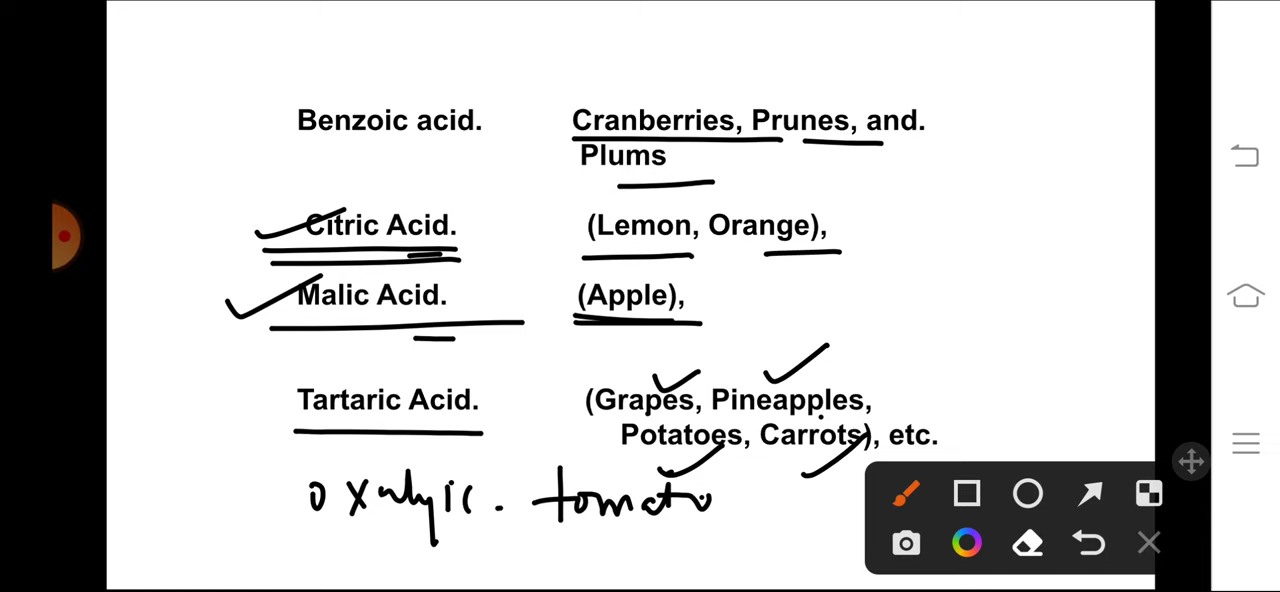 Benzoic acid. Cranberries, Prunes, and.
Plums
Citric Acid. (Lemon, Orange),
Malic Acid. (Apple),
Tartaric Acid. (Grapes, Pineapples,
Potatoes, Carrots), etc.
oxalyic. tomato